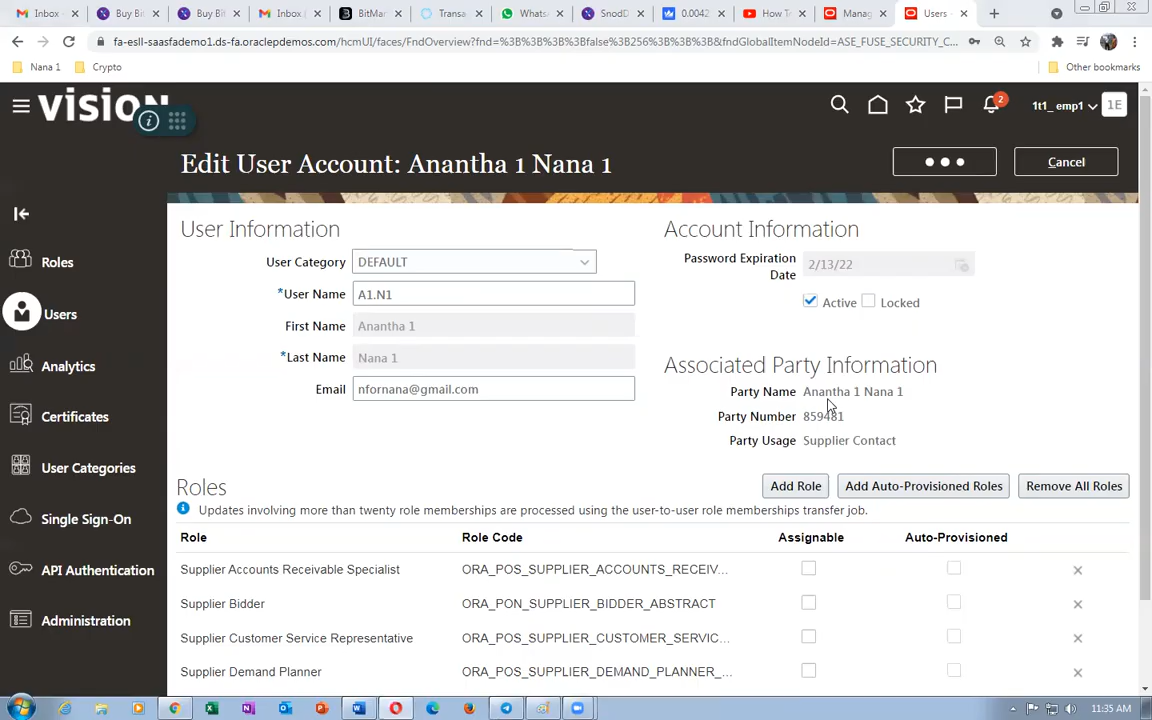 Inbox - Buy Bit Buy Bit Inbox ( BitMar Transa Whats SnodD 0.0042 How T Manag Users -
fa-esll-saasfademo1.ds-fa.oraclepdemos.com/hcmUI/faces/FndOverview?fnd=%3B%3B%3B%3Bfalse%3B256%3B%3B%3B&fndGlobalItemNodeId=ASE_FUSE_SECURITY_C...
Nana 1 Crypto Other bookmarks
vision
2
1t1_ emp1 1E
Edit User Account: Anantha 1 Nana 1
Cancel
User Information
Account Information
User Category DEFAULT
*User Name A1.N1
First Name Anantha 1
*Last Name Nana 1
Email nfornana@gmail.com
Password Expiration Date 2/13/22
Active Locked
Associated Party Information
Party Name Anantha 1 Nana 1
Party Number 859481
Party Usage Supplier Contact
Roles
Users
Analytics
Certificates
User Categories
Single Sign-On
API Authentication
Administration
Roles
Add Role Add Auto-Provisioned Roles Remove All Roles
Updates involving more than twenty role memberships are processed using the user-to-user role memberships transfer job.
Role Role Code Assignable Auto-Provisioned
Supplier Accounts Receivable Specialist ORA_POS_SUPPLIER_ACCOUNTS_RECEIV...
Supplier Bidder ORA_PON_SUPPLIER_BIDDER_ABSTRACT
Supplier Customer Service Representative ORA_POS_SUPPLIER_CUSTOMER_SERVIC...
Supplier Demand Planner ORA_POS_SUPPLIER_DEMAND_PLANNER_...
11:35 AM